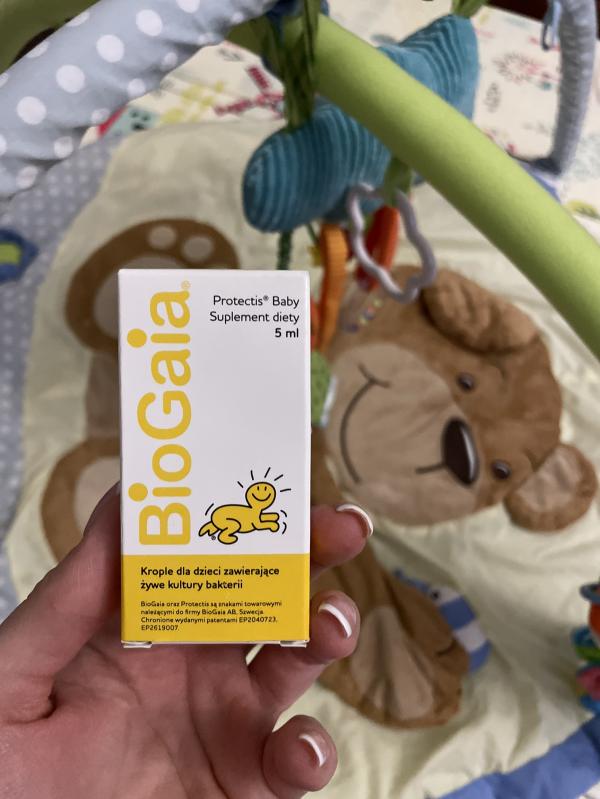 BioGaia®
Protectis® Baby
Suplement diety
5 ml
Krople dla dzieci zawierające
żywe kultury bakterii
BioGaia oraz Protectis są znakami towarowymi
należącymi do firmy BioGaia AB, Szwecja.
Chronione wydanymi patentami EP2040723,
EP2619007.